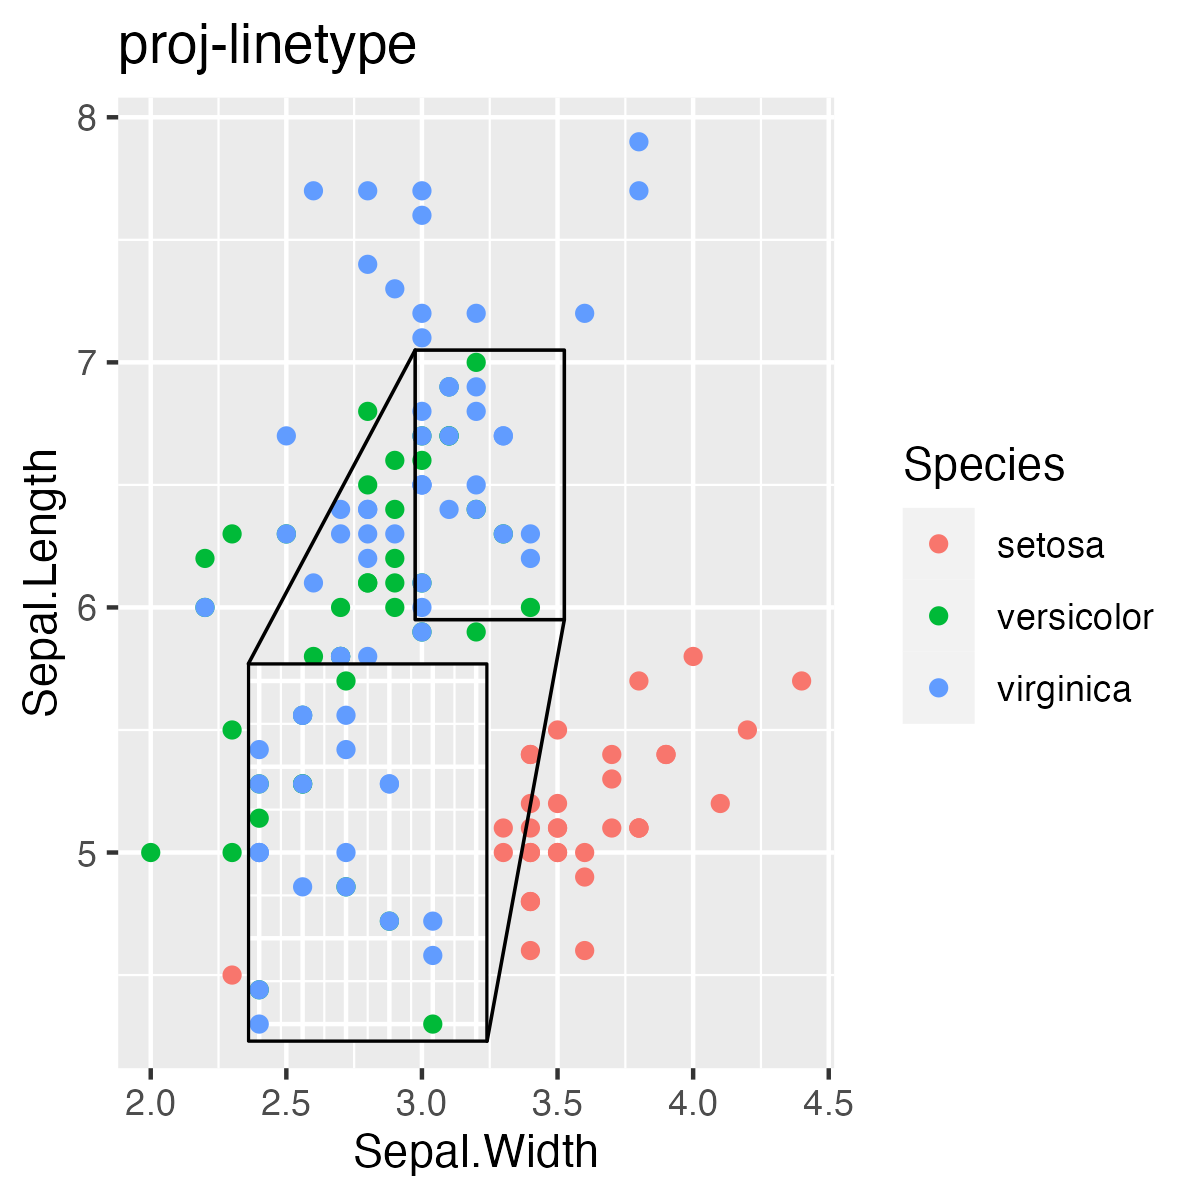 proj-linetype
8
7
6
5
Sepal.Length
2.0 2.5 3.0 3.5 4.0 4.5
Sepal.Width
Species
setosa
versicolor
virginica